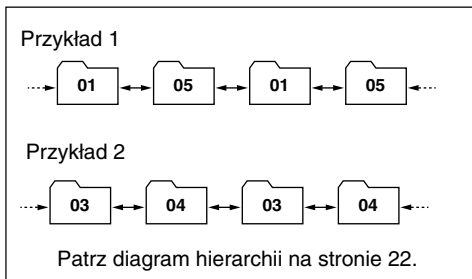 Przykład 1
01 05 01 05
Przykład 2
03 04 03 04
Patrz diagram hierarchii na stronie 22.